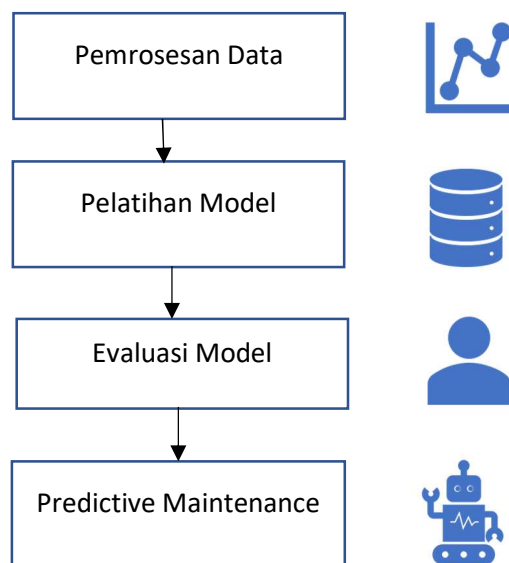 Pemrosesan Data
Pelatihan Model
Evaluasi Model
Predictive Maintenance